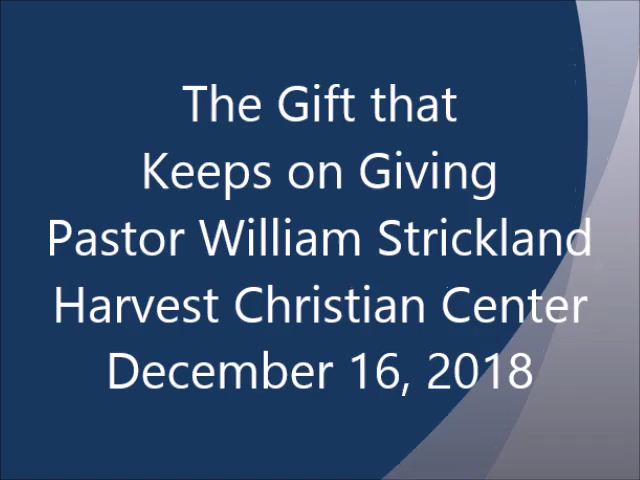 The Gift that
Keeps on Giving
Pastor William Strickland
Harvest Christian Center
December 16, 2018